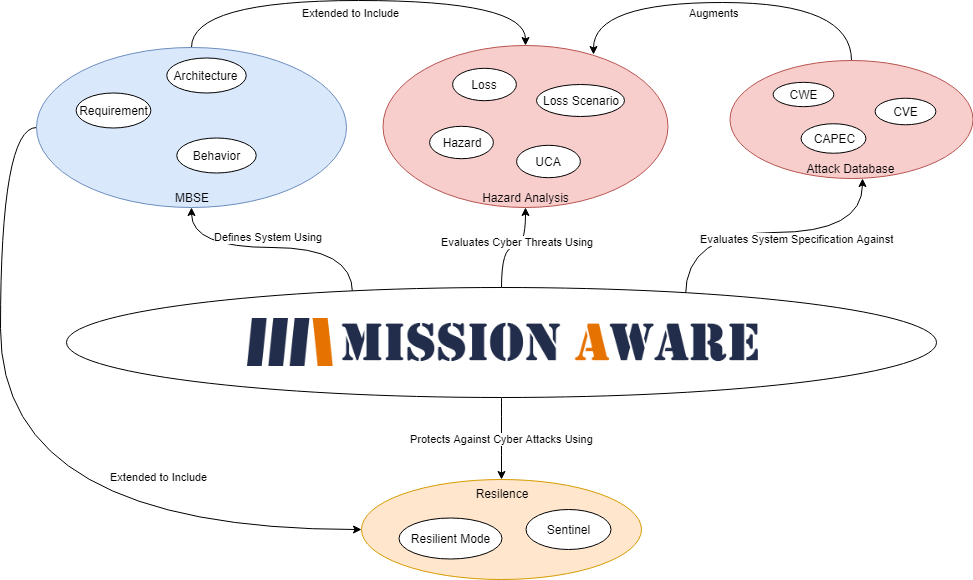 Extended to Include
Augments
Architecture
Requirement
Behavior
MBSE
Loss
Loss Scenario
Hazard
UCA
Hazard Analysis
CWE
CVE
CAPEC
Attack Database
Defines System Using
Evaluates Cyber Threats Using
Evaluates System Specification Against
MISSION AWARE
Protects Against Cyber Attacks Using
Extended to Include
Resilence
Resilient Mode
Sentinel